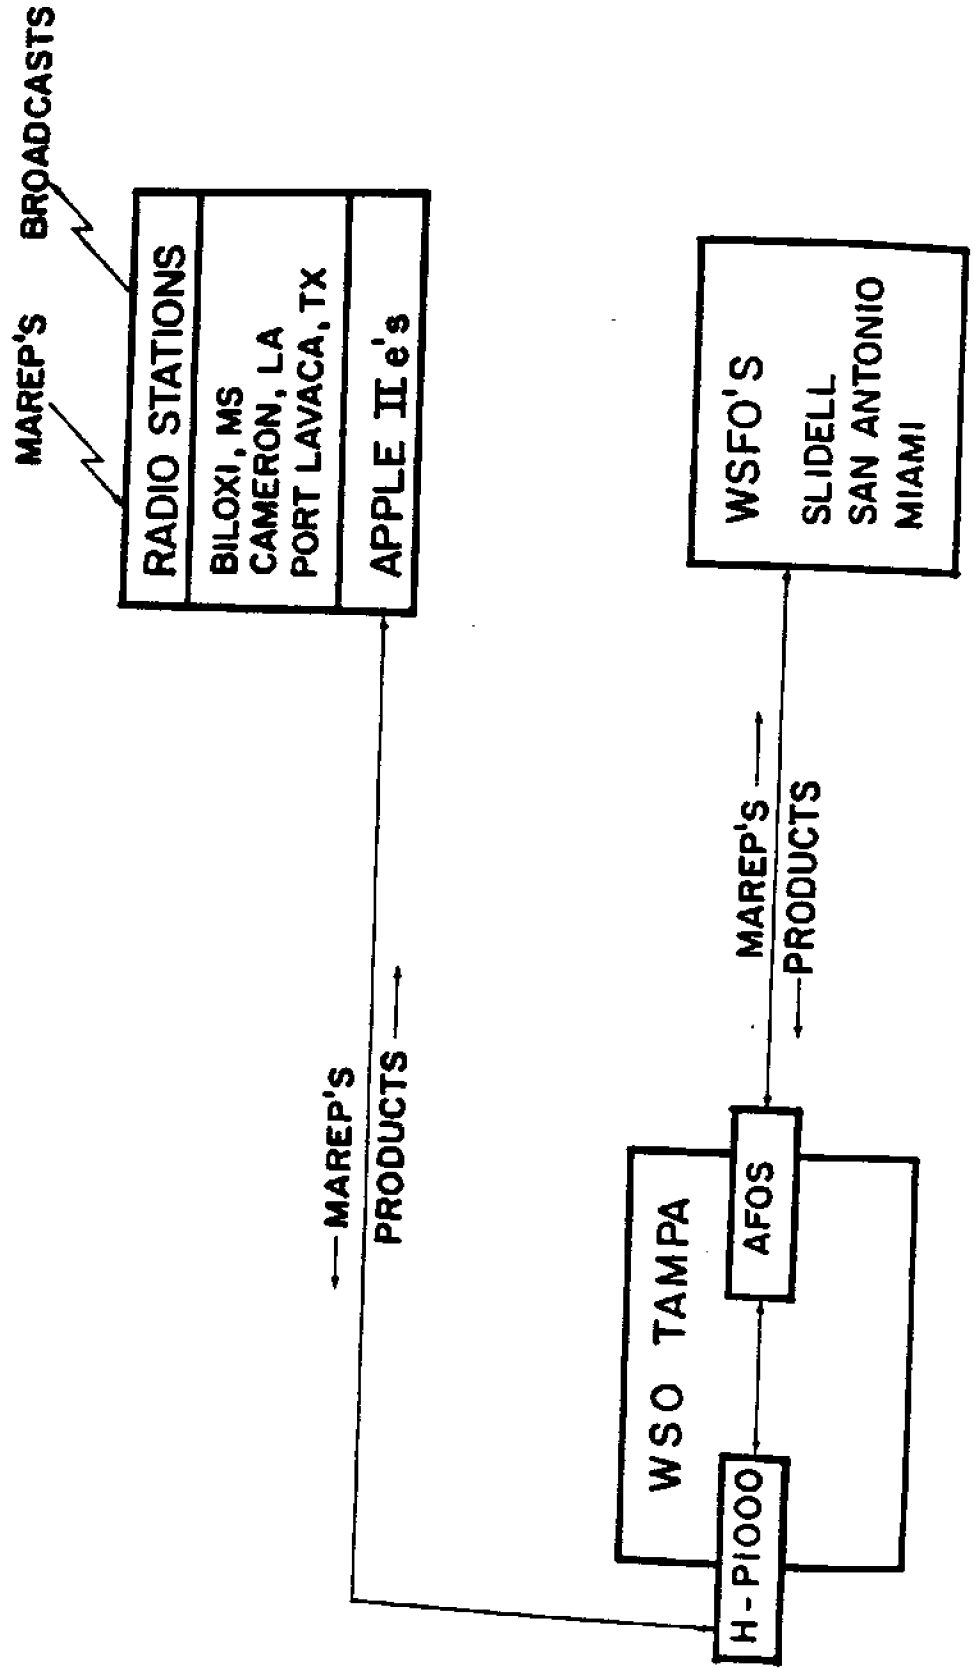 MAREP'S
BROADCASTS
RADIO STATIONS
BILOXI, MS
CAMERON, LA
PORT LAVACA, TX
APPLE II e's
MAREP'S
PRODUCTS
WSO TAMPA
H-P1000
AFOS
MAREP'S
PRODUCTS
WSFO'S
SLIDELL
SAN ANTONIO
MIAMI